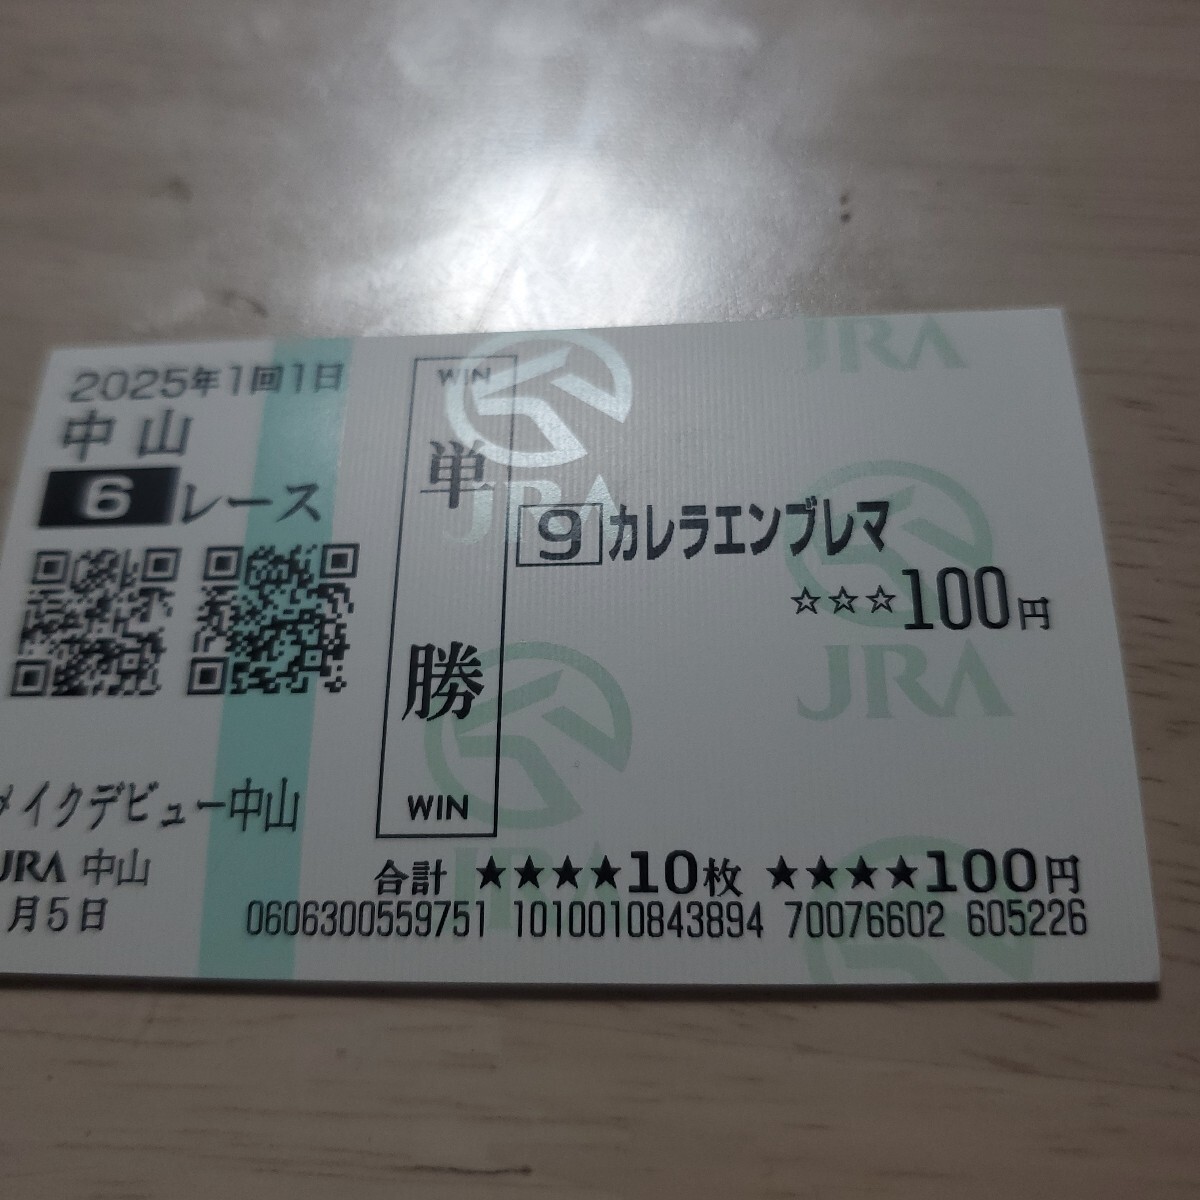 2025年1回1日
中山
6レース
WIN
単
勝
WIN
9 カレラエンブレマ
☆☆☆100円
JRA
JRA
JRA
メイクデビュー中山
JRA 中山
月5日
合計 ★★★★10枚 ★★★★100円
0606300559751 1010010843894 70076602 605226